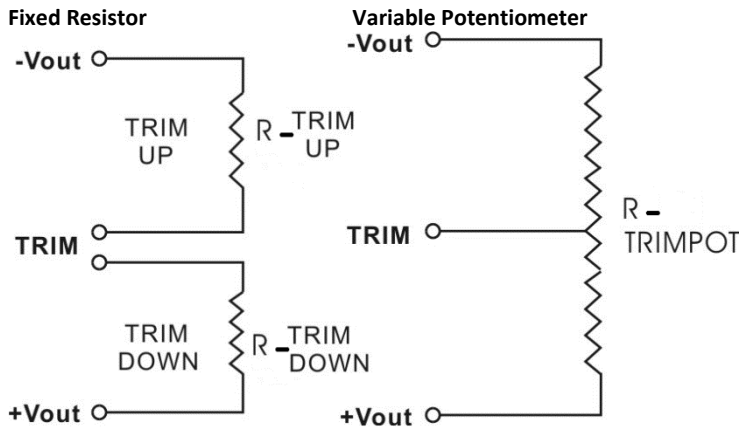 Fixed Resistor
-Vout
TRIM
UP
R - TRIM
UP
TRIM
TRIM
DOWN
R - TRIM
DOWN
+Vout
Variable Potentiometer
-Vout
TRIM
R -
TRIMPOT
+Vout